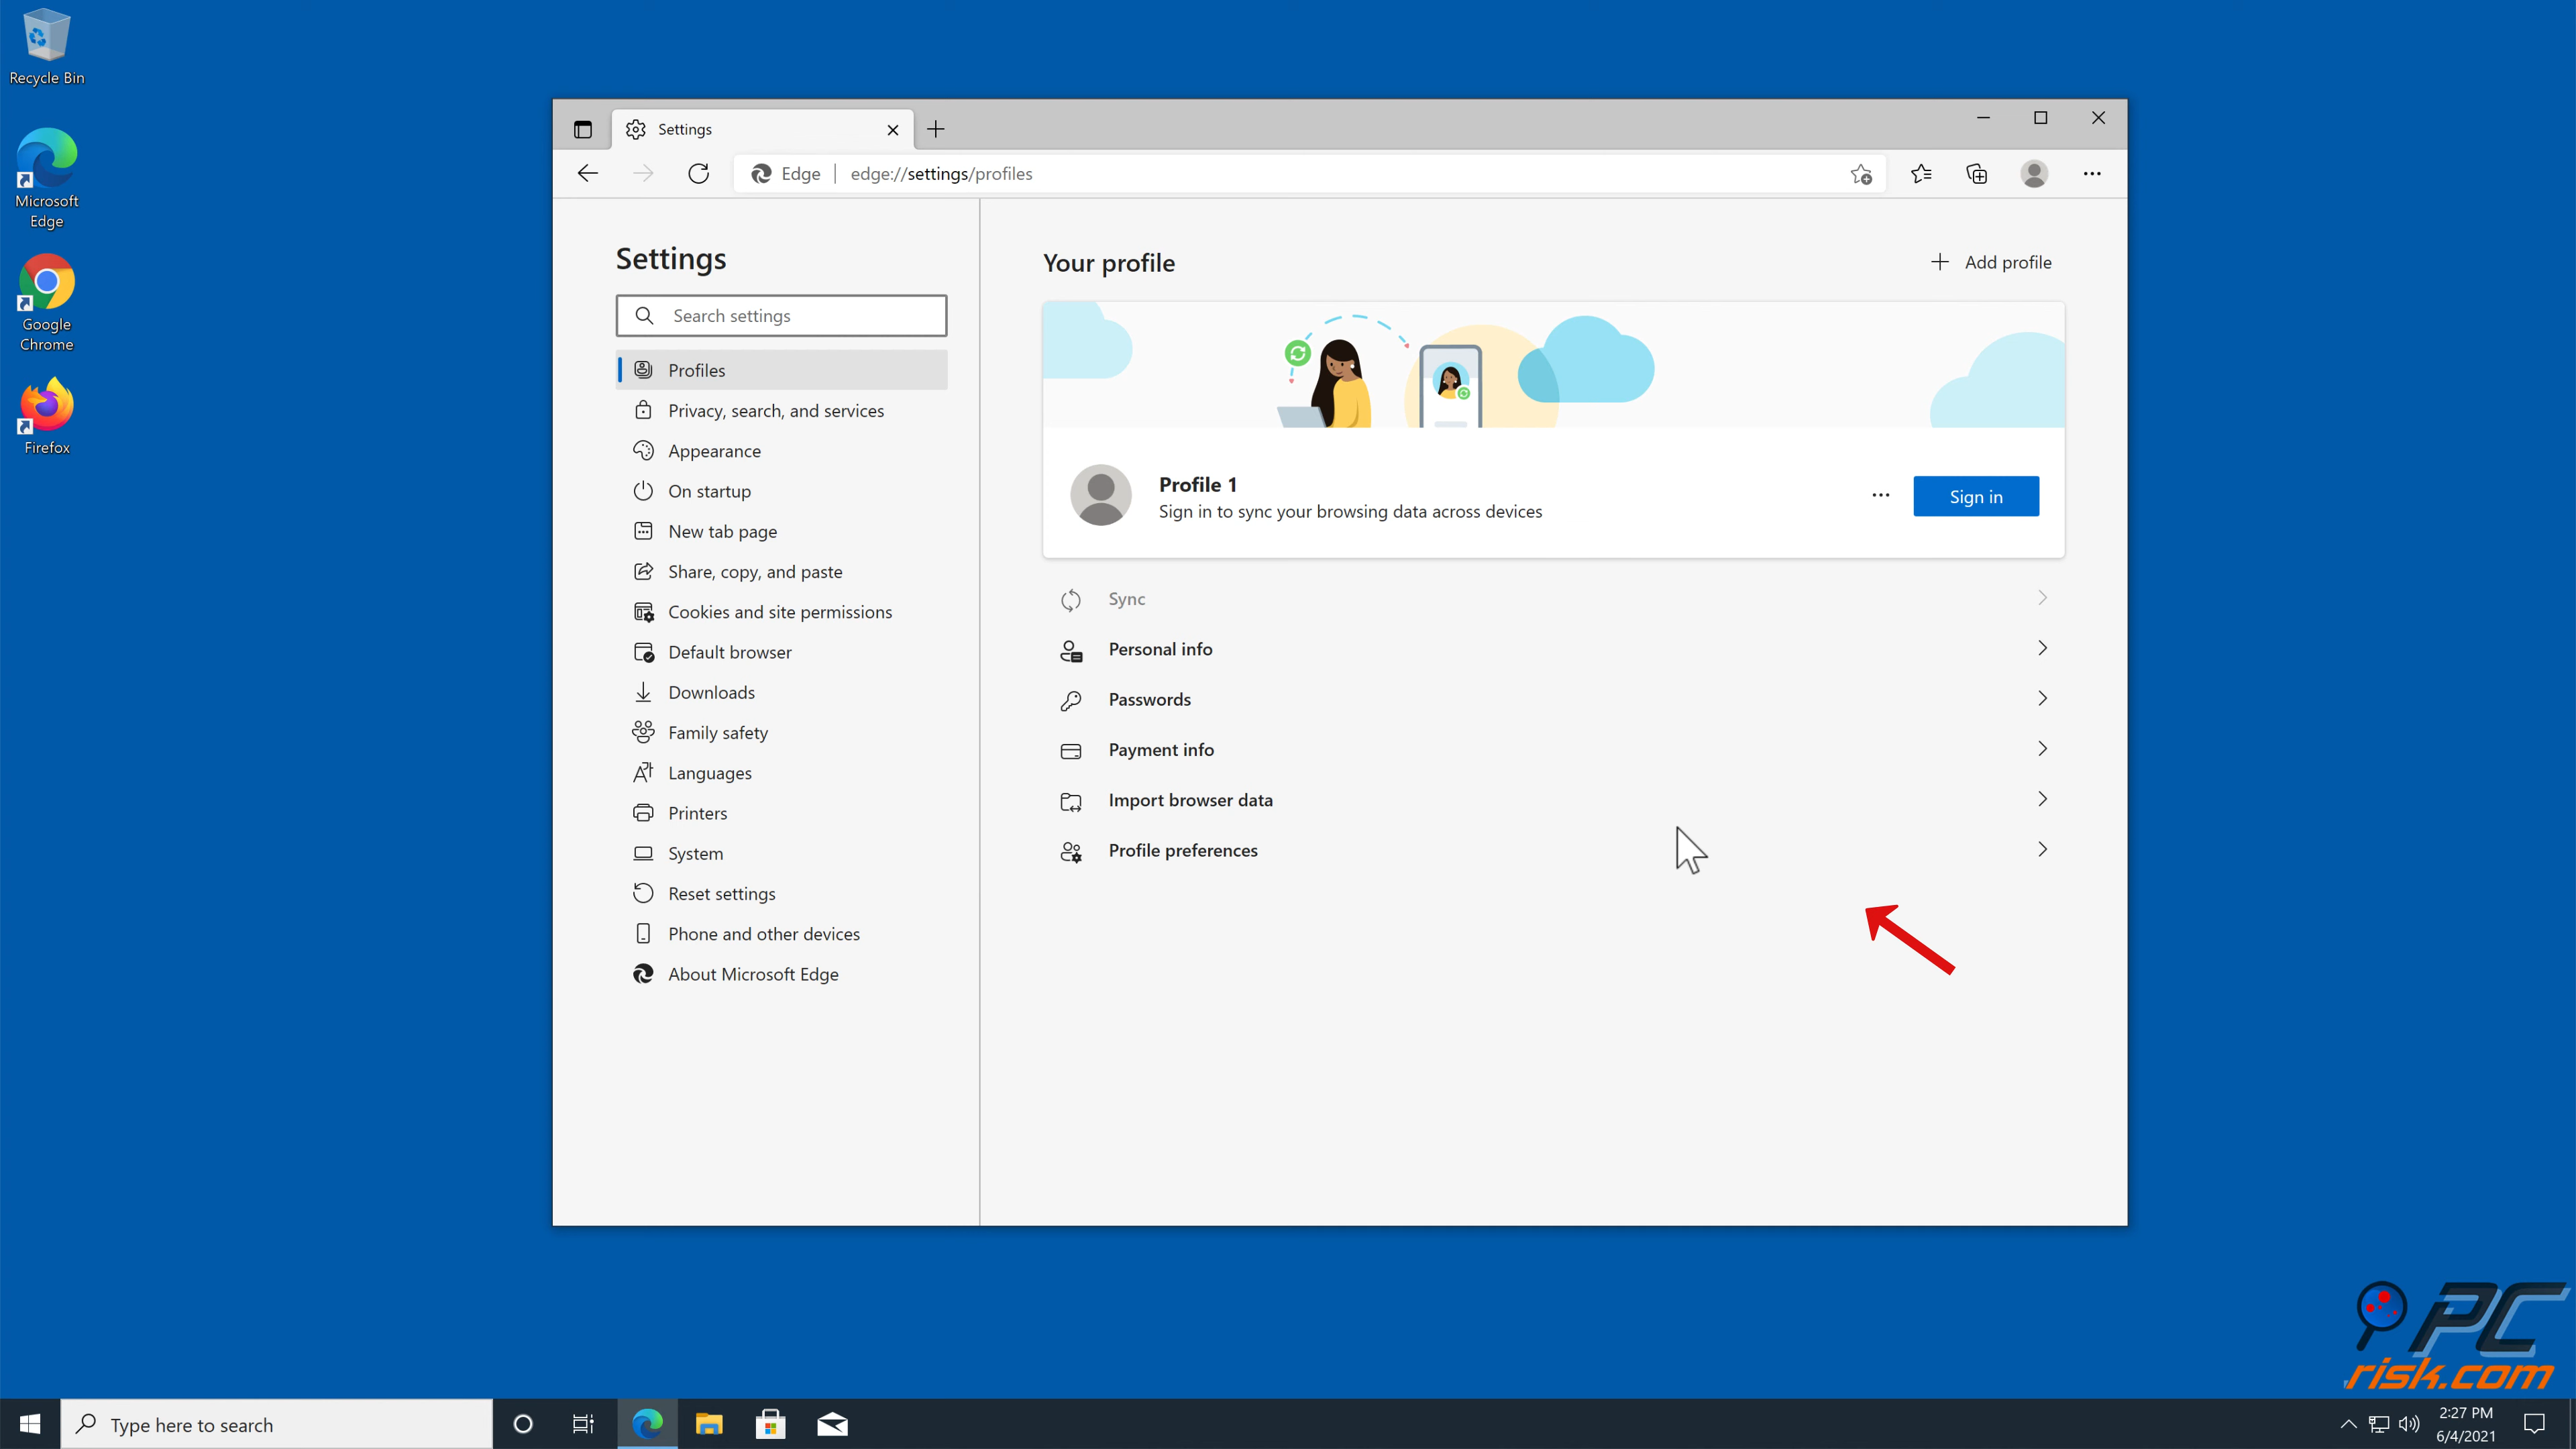 Recycle Bin
Microsoft
Edge
Google
Chrome
Firefox
Settings
Edge
edge://settings/profiles
Settings
Search settings
Profiles
Privacy, search, and services
Appearance
On startup
New tab page
Share, copy, and paste
Cookies and site permissions
Default browser
Downloads
Family safety
Languages
Printers
System
Reset settings
Phone and other devices
About Microsoft Edge
Your profile
Add profile
Profile 1
Sign in to sync your browsing data across devices
Sign in
Sync
Personal info
Passwords
Payment info
Import browser data
Profile preferences
PC
risk.com
Type here to search
2:27 PM
6/4/2021